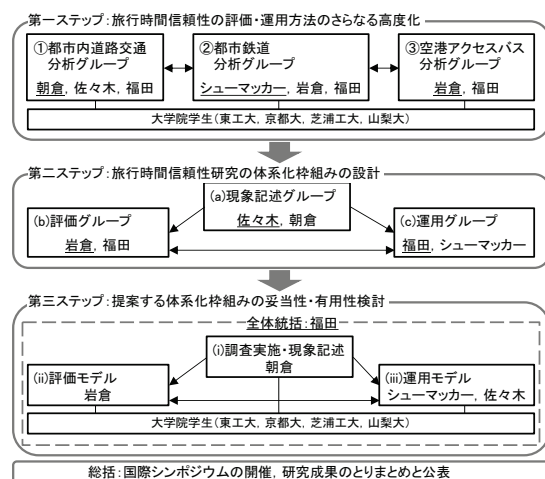 第一ステップ：旅行時間信頼性の評価・運用方法のさらなる高度化
①都市内道路交通
分析グループ
朝倉, 佐々木, 福田
②都市鉄道
分析グループ
シューマッカー, 岩倉, 福田
③空港アクセスバス
分析グループ
岩倉, 福田
大学院学生（東工大, 京都大, 芝浦工大, 山梨大）
第二ステップ：旅行時間信頼性研究の体系化枠組みの設計
(a)現象記述グループ
佐々木, 朝倉
(b)評価グループ
岩倉, 福田
(c)運用グループ
福田, シューマッカー
第三ステップ：提案する体系化枠組みの妥当性・有用性検討
全体統括：福田
(i)調査実施・現象記述
朝倉
(ii)評価モデル
岩倉
(iii)運用モデル
シューマッカー, 佐々木
大学院学生（東工大, 京都大, 芝浦工大, 山梨大）
総括：国際シンポジウムの開催, 研究成果のとりまとめと公表